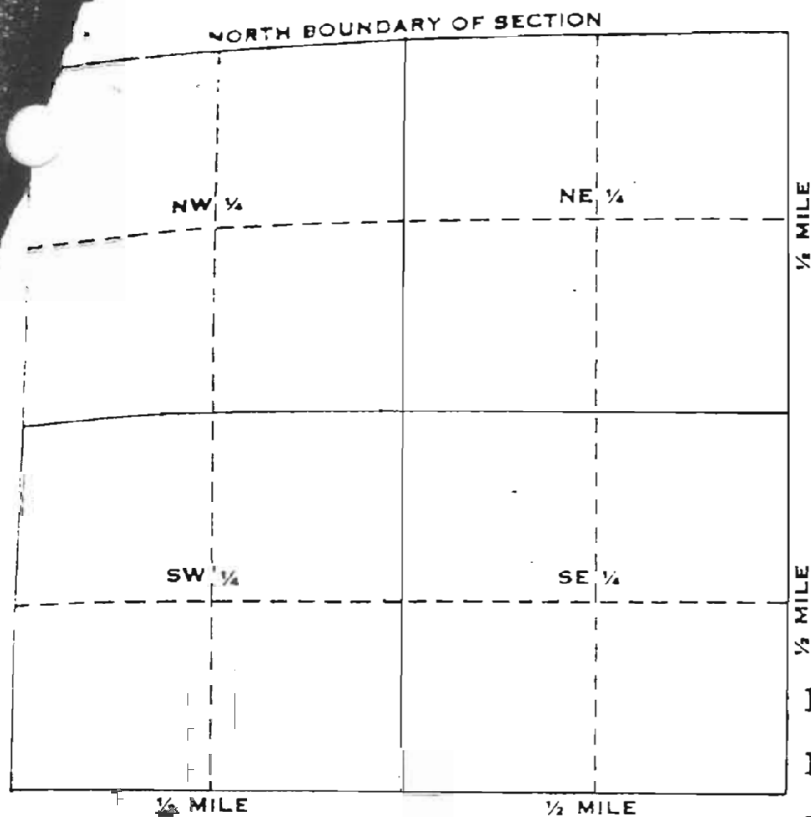 NORTH BOUNDARY OF SECTION
NW ¼
NE ¼
½ MILE
SW ¼
SE ¼
½ MILE
½ MILE
½ MILE